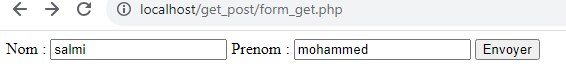 localhost/get_post/form_get.php
Nom : salmi Prenom : mohammed Envoyer